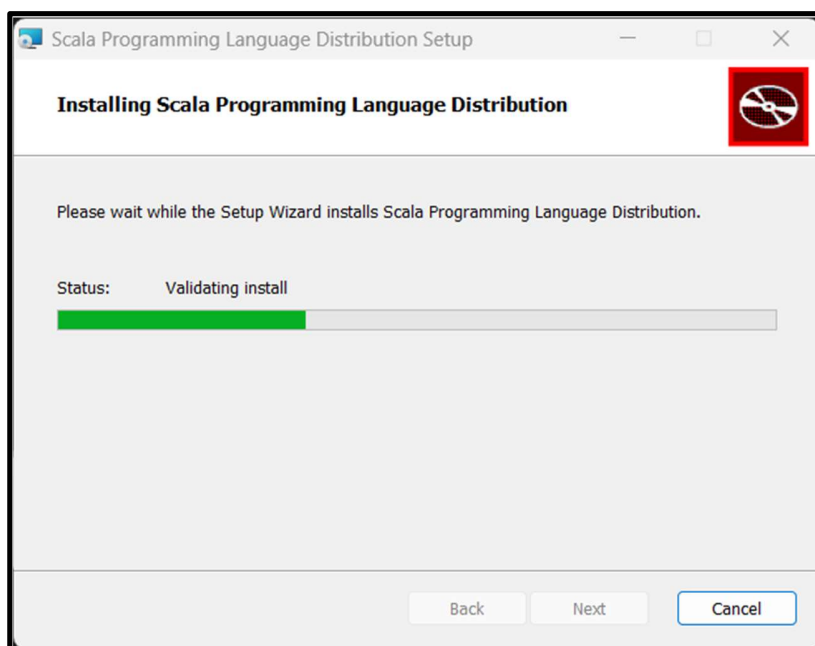 Scala Programming Language Distribution Setup
Installing Scala Programming Language Distribution
Please wait while the Setup Wizard installs Scala Programming Language Distribution.
Status: Validating install
Back Next Cancel